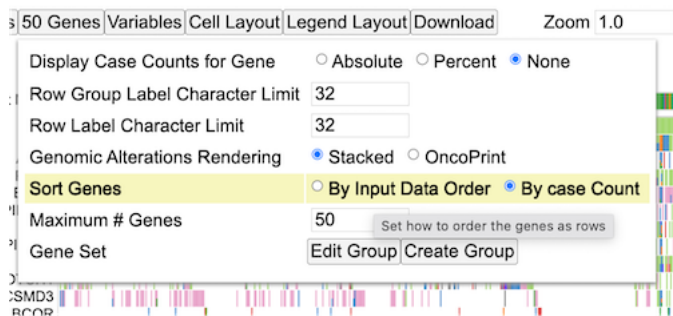 50 Genes Variables Cell Layout Legend Layout Download Zoom 1.0
Display Case Counts for Gene Absolute Percent None
Row Group Label Character Limit 32
Row Label Character Limit 32
Genomic Alterations Rendering Stacked OncoPrint
Sort Genes By Input Data Order By case Count
Maximum # Genes 50
Set how to order the genes as rows
Gene Set Edit Group Create Group
CSMD3
BCOR